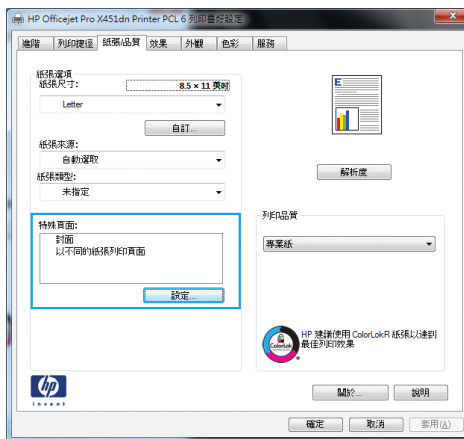 HP Officejet Pro X451dn Printer PCL 6 列印喜好設定
進階 列印捷徑 紙張/品質 效果 外觀 色彩 服務
紙張選項
紙張尺寸: 8.5 × 11 英吋
Letter
自訂...
紙張來源:
自動選取
紙張類型:
未指定
特殊頁面:
封面
以不同的紙張列印頁面
設定...
E
解析度
列印品質
專業紙
ColorLok
HP 建議使用 ColorLokR 紙張以達到
最佳列印效果
hp
invent
關於... 說明
確定 取消 套用(A)